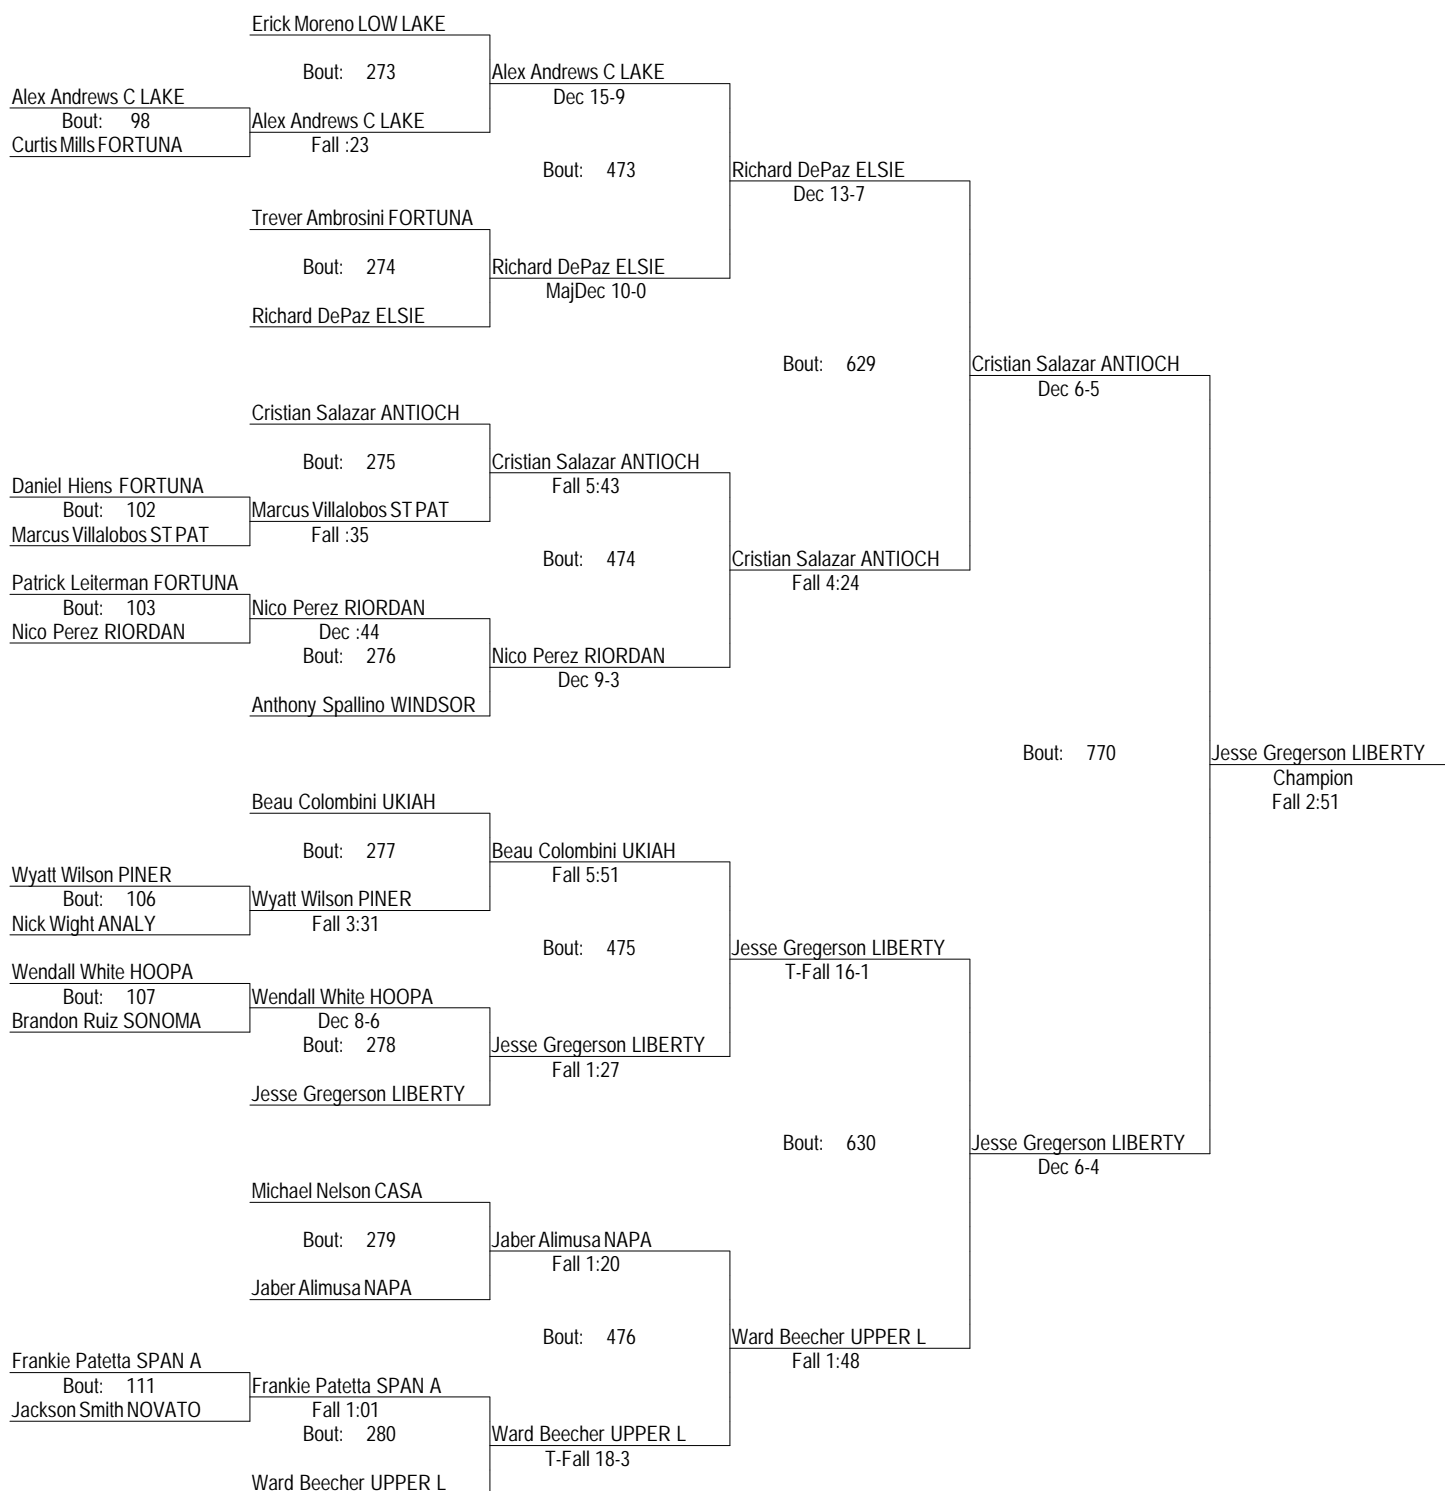 Erick Moreno LOW LAKE
Bout: 273
Alex Andrews C LAKE
Dec 15-9
Alex Andrews C LAKE
Bout: 98
Alex Andrews C LAKE
Curtis Mills FORTUNA
Fall :23
Bout: 473
Richard DePaz ELSIE
Dec 13-7
Trever Ambrosini FORTUNA
Bout: 274
Richard DePaz ELSIE
MajDec 10-0
Richard DePaz ELSIE
Bout: 629
Cristian Salazar ANTIOCH
Dec 6-5
Cristian Salazar ANTIOCH
Bout: 275
Cristian Salazar ANTIOCH
Fall 5:43
Daniel Hiens FORTUNA
Bout: 102
Marcus Villalobos ST PAT
Marcus Villalobos ST PAT
Fall :35
Bout: 474
Cristian Salazar ANTIOCH
Fall 4:24
Patrick Leiterman FORTUNA
Bout: 103
Nico Perez RIORDAN
Nico Perez RIORDAN
Dec :44
Bout: 276
Nico Perez RIORDAN
Dec 9-3
Anthony Spallino WINDSOR
Bout: 770
Jesse Gregerson LIBERTY
Champion
Fall 2:51
Beau Colombini UKIAH
Bout: 277
Beau Colombini UKIAH
Fall 5:51
Wyatt Wilson PINER
Bout: 106
Wyatt Wilson PINER
Nick Wight ANALY
Fall 3:31
Bout: 475
Jesse Gregerson LIBERTY
T-Fall 16-1
Wendall White HOOPA
Bout: 107
Wendall White HOOPA
Brandon Ruiz SONOMA
Dec 8-6
Bout: 278
Jesse Gregerson LIBERTY
Fall 1:27
Jesse Gregerson LIBERTY
Bout: 630
Jesse Gregerson LIBERTY
Dec 6-4
Michael Nelson CASA
Bout: 279
Jaber Alimusa NAPA
Fall 1:20
Jaber Alimusa NAPA
Bout: 476
Ward Beecher UPPER L
Fall 1:48
Frankie Patetta SPAN A
Bout: 111
Frankie Patetta SPAN A
Jackson Smith NOVATO
Fall 1:01
Bout: 280
Ward Beecher UPPER L
T-Fall 18-3
Ward Beecher UPPER L